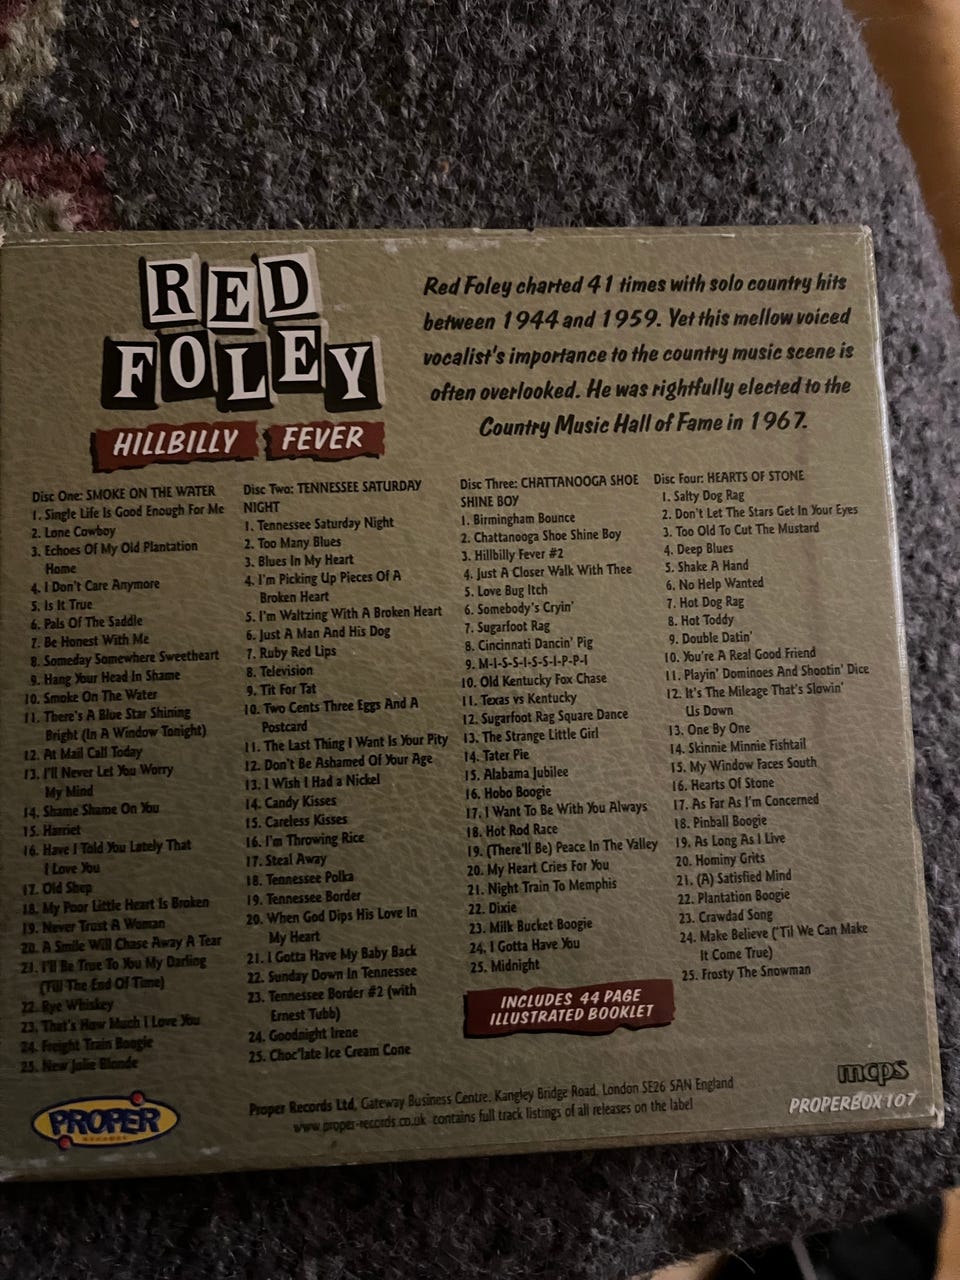 RED
FOLEY
HILLBILLY FEVER
Red Foley charted 41 times with solo country hits
between 1944 and 1959. Yet this mellow voiced
vocalist's importance to the country music scene is
often overlooked. He was rightfully elected to the
Country Music Hall of Fame in 1967.
Disc One: SMOKE ON THE WATER
1. Single Life Is Good Enough For Me
2. Lone Cowboy
3. Echoes Of My Old Plantation
Home
4. I Don't Care Anymore
5. Is It True
6. Pals Of The Saddle
7. Be Honest With Me
8. Someday Somewhere Sweetheart
9. Hang Your Head In Shame
10. Smoke On The Water
11. There's A Blue Star Shining
Bright (In A Window Tonight)
12. At Mail Call Today
13. I'll Never Let You Worry
My Mind
14. Shame Shame On You
15. Harriet
16. Have I Told You Lately That
I Love You
17. Old Shep
18. My Poor Little Heart Is Broken
19. Never Trust A Woman
20. A Smile Will Chase Away A Tear
21. I'll Be True To You My Darling
(Till The End Of Time)
22. Rye Whiskey
23. That's How Much I Love You
24. Freight Train Boogie
25. New Jolie Blonde
Disc Two: TENNESSEE SATURDAY
NIGHT
1. Tennessee Saturday Night
2. Too Many Blues
3. Blues In My Heart
4. I'm Picking Up Pieces Of A
Broken Heart
5. I'm Waltzing With A Broken Heart
6. Just A Man And His Dog
7. Ruby Red Lips
8. Television
9. Tit For Tat
10. Two Cents Three Eggs And A
Postcard
11. The Last Thing I Want Is Your Pity
12. Don't Be Ashamed Of Your Age
13. I Wish I Had a Nickel
14. Candy Kisses
15. Careless Kisses
16. I'm Throwing Rice
17. Steal Away
18. Tennessee Polka
19. Tennessee Border
20. When God Dips His Love In
My Heart
21. I Gotta Have My Baby Back
22. Sunday Down In Tennessee
23. Tennessee Border #2 (with
Ernest Tubb)
24. Goodnight Irene
25. Choc'late Ice Cream Cone
Disc Three: CHATTANOOGA SHOE
SHINE BOY
1. Birmingham Bounce
2. Chattanooga Shoe Shine Boy
3. Hillbilly Fever #2
4. Just A Closer Walk With Thee
5. Love Bug Itch
6. Somebody's Cryin'
7. Sugarfoot Rag
8. Cincinnati Dancin' Pig
9. M-I-S-S-I-S-S-I-P-P-I
10. Old Kentucky Fox Chase
11. Texas vs Kentucky
12. Sugarfoot Rag Square Dance
13. The Strange Little Girl
14. Tater Pie
15. Alabama Jubilee
16. Hobo Boogie
17. I Want To Be With You Always
18. Hot Rod Race
19. (There'll Be) Peace In The Valley
20. My Heart Cries For You
21. Night Train To Memphis
22. Dixie
23. Milk Bucket Boogie
24. I Gotta Have You
25. Midnight
Disc Four: HEARTS OF STONE
1. Salty Dog Rag
2. Don't Let The Stars Get In Your Eyes
3. Too Old To Cut The Mustard
4. Deep Blues
5. Shake A Hand
6. No Help Wanted
7. Hot Dog Rag
8. Hot Toddy
9. Double Datin'
10. You're A Real Good Friend
11. Playin' Dominoes And Shootin' Dice
12. It's The Mileage That's Slowin'
Us Down
13. One By One
14. Skinnie Minnie Fishtail
15. My Window Faces South
16. Hearts Of Stone
17. As Far As I'm Concerned
18. Pinball Boogie
19. As Long As I Live
20. Hominy Grits
21. (A) Satisfied Mind
22. Plantation Boogie
23. Crawdad Song
24. Make Believe ('Til We Can Make
It Come True)
25. Frosty The Snowman
INCLUDES 44 PAGE
ILLUSTRATED BOOKLET
PROPER
RECORDS
Proper Records Ltd, Gateway Business Centre, Kangley Bridge Road, London SE26 5AN England
www.proper-records.co.uk contains full track listings of all releases on the label
mcps
PROPERBOX 107